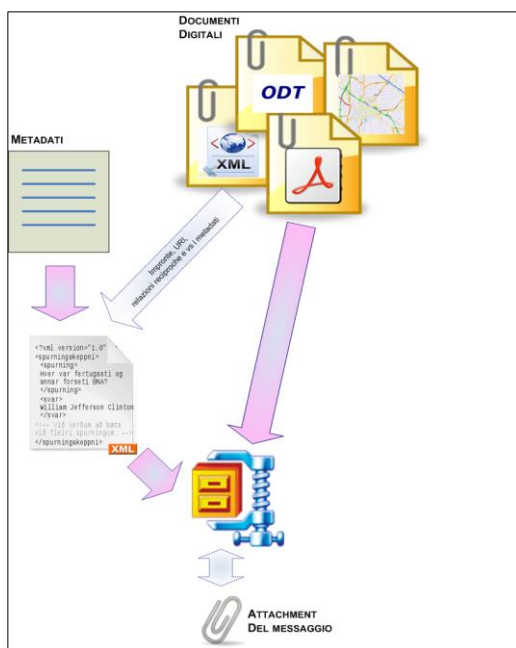 DOCUMENTI
DIGITALI
ODT
XML
METADATI
Impronte, URI,
relazioni reciproche e vs i metadati
<?xml version="1.0"
<spurningakeppni>
<spurning>
Hver var fertugasti og
annar forseti BNA?
</spurning>
<svar>
William Jefferson Clinton
</svar>
<!-- við verðum að bæta
við fleiri spurningum. -->
</spurningakeppni>
XML
ATTACHMENT
DEL MESSAGGIO